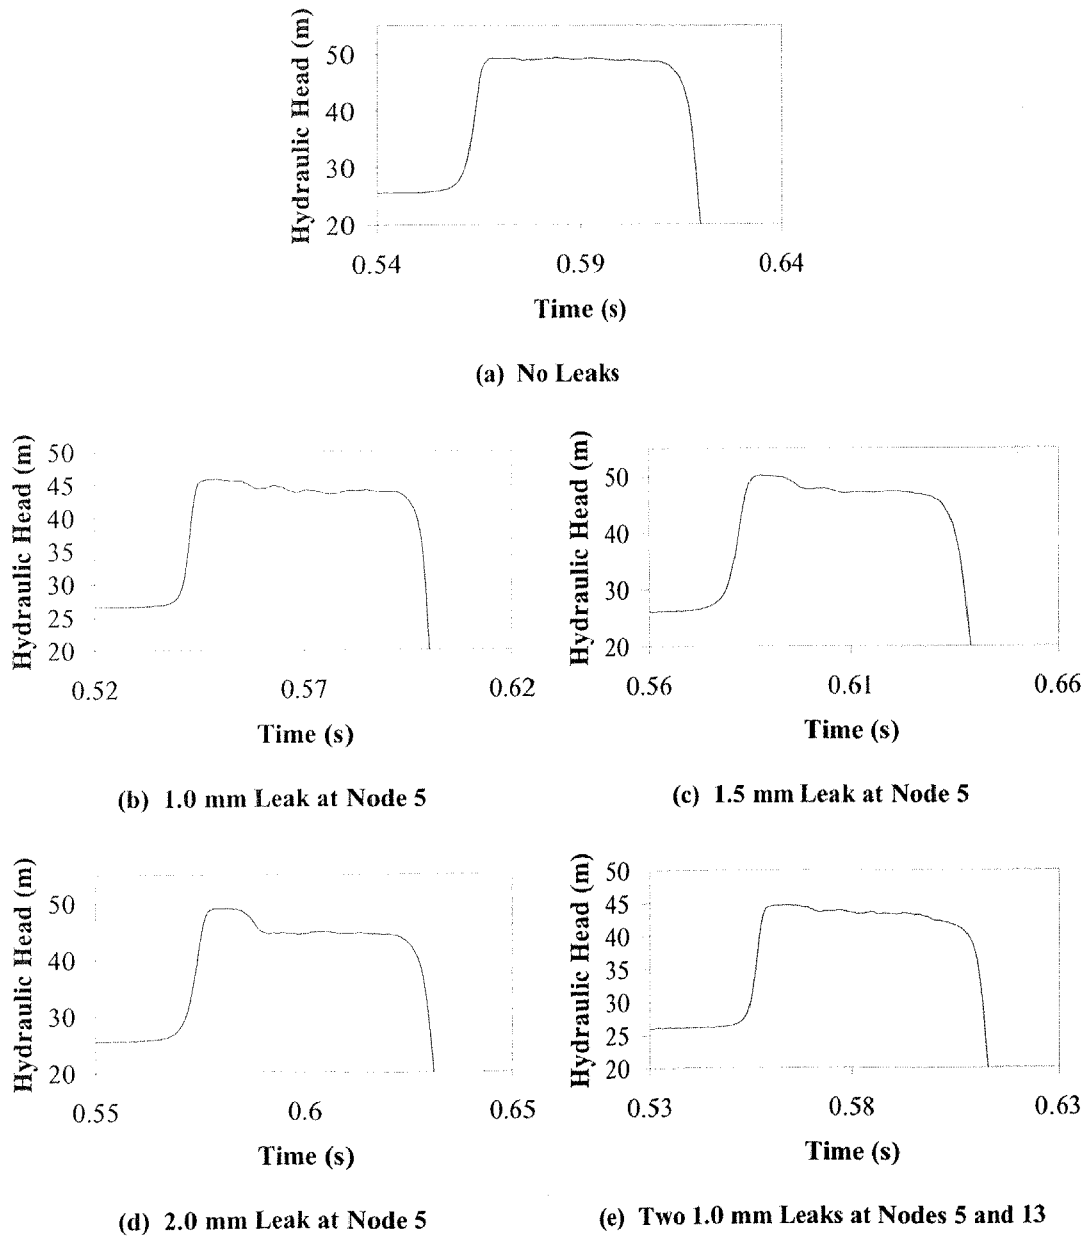 Hydraulic Head (m)
50
40
30
20
0.54 0.59 0.64
Time (s)
(a) No Leaks
Hydraulic Head (m)
50
45
40
35
30
25
20
0.52 0.57 0.62
Time (s)
(b) 1.0 mm Leak at Node 5
Hydraulic Head (m)
50
40
30
20
0.56 0.61 0.66
Time (s)
(c) 1.5 mm Leak at Node 5
Hydraulic Head (m)
50
40
30
20
0.55 0.6 0.65
Time (s)
(d) 2.0 mm Leak at Node 5
Hydraulic Head (m)
50
45
40
35
30
25
20
0.53 0.58 0.63
Time (s)
(e) Two 1.0 mm Leaks at Nodes 5 and 13